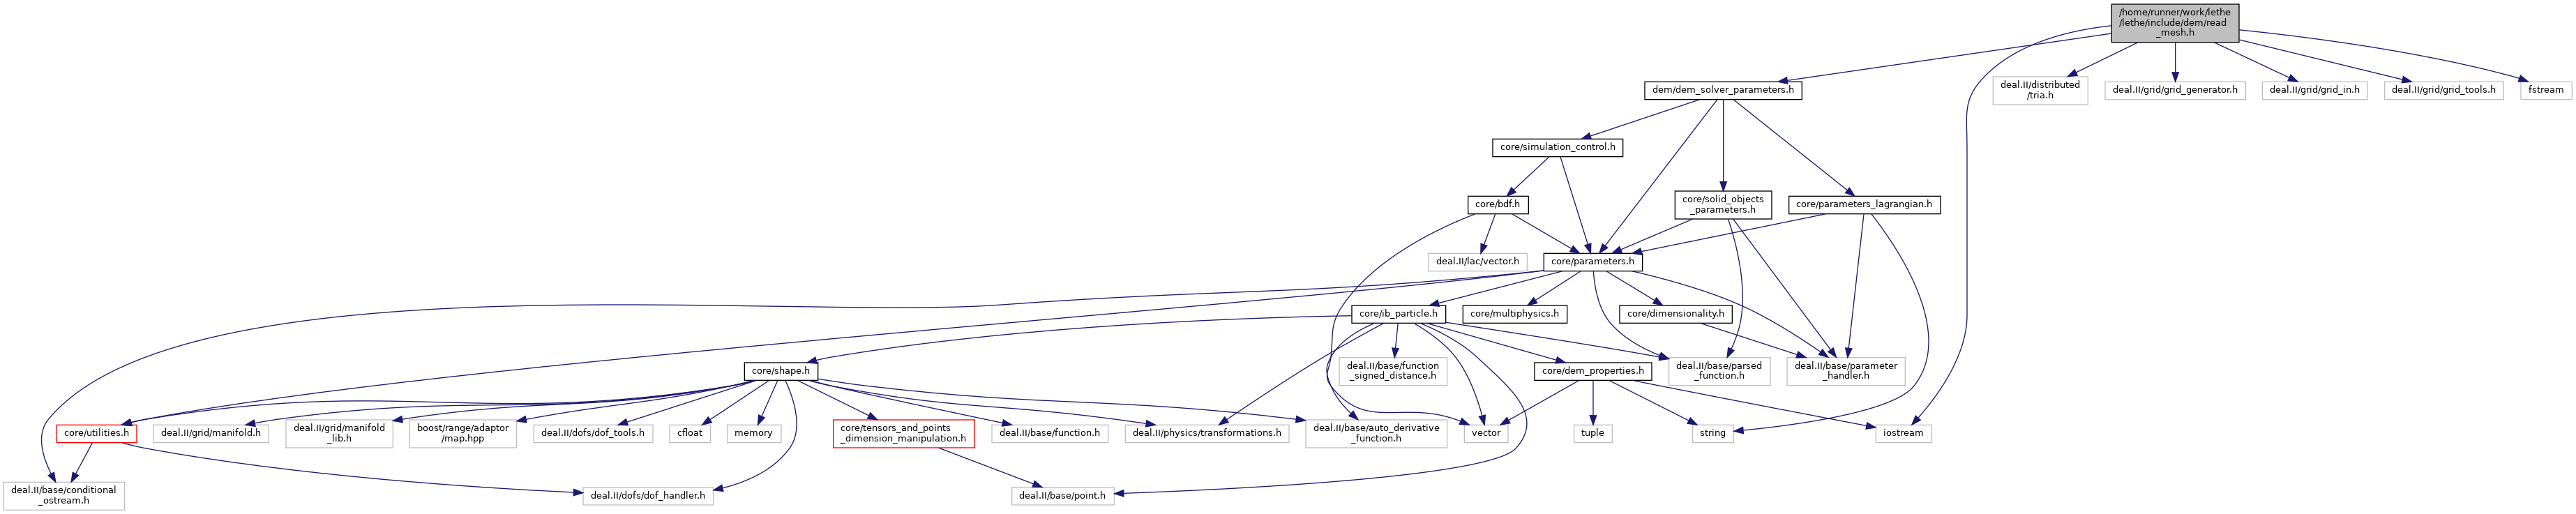 /home/runner/work/lethe
/lethe/include/dem/read
_mesh.h
dem/dem_solver_parameters.h
deal.II/distributed
/tria.h
deal.II/grid/grid_generator.h
deal.II/grid/grid_in.h
deal.II/grid/grid_tools.h
fstream
core/simulation_control.h
core/bdf.h
core/solid_objects
_parameters.h
core/parameters_lagrangian.h
deal.II/lac/vector.h
core/parameters.h
core/ib_particle.h
core/multiphysics.h
core/dimensionality.h
core/shape.h
deal.II/base/function
_signed_distance.h
core/dem_properties.h
deal.II/base/parsed
_function.h
deal.II/base/parameter
_handler.h
core/utilities.h
deal.II/grid/manifold.h
deal.II/grid/manifold
_lib.h
boost/range/adaptor
/map.hpp
deal.II/dofs/dof_tools.h
cfloat
memory
core/tensors_and_points
_dimension_manipulation.h
deal.II/base/function.h
deal.II/physics/transformations.h
deal.II/base/auto_derivative
_function.h
vector
tuple
string
iostream
deal.II/base/conditional
_ostream.h
deal.II/dofs/dof_handler.h
deal.II/base/point.h